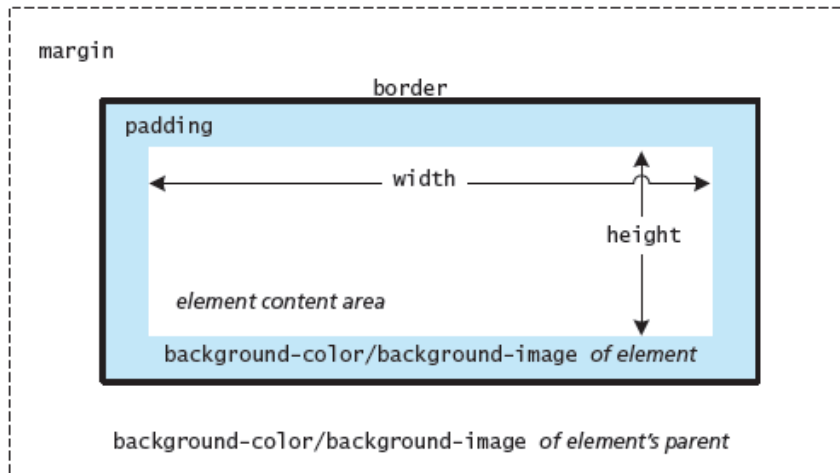 margin
border
padding
width
height
element content area
background-color/background-image of element
background-color/background-image of element's parent